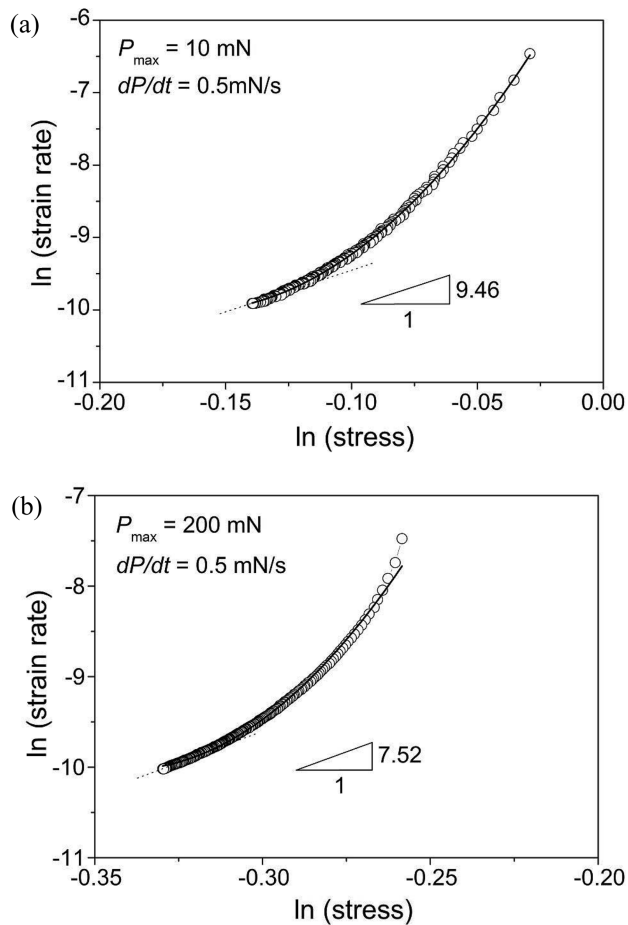 (a)
P max = 10 mN
dP/dt = 0.5mN/s
ln (strain rate)
-6
-7
-8
-9
-10
-11
9.46
1
-0.20
-0.15
-0.10
-0.05
0.00
ln (stress)
(b)
P max = 200 mN
dP/dt = 0.5 mN/s
ln (strain rate)
-7
-8
-9
-10
-11
7.52
1
-0.35
-0.30
-0.25
-0.20
ln (stress)